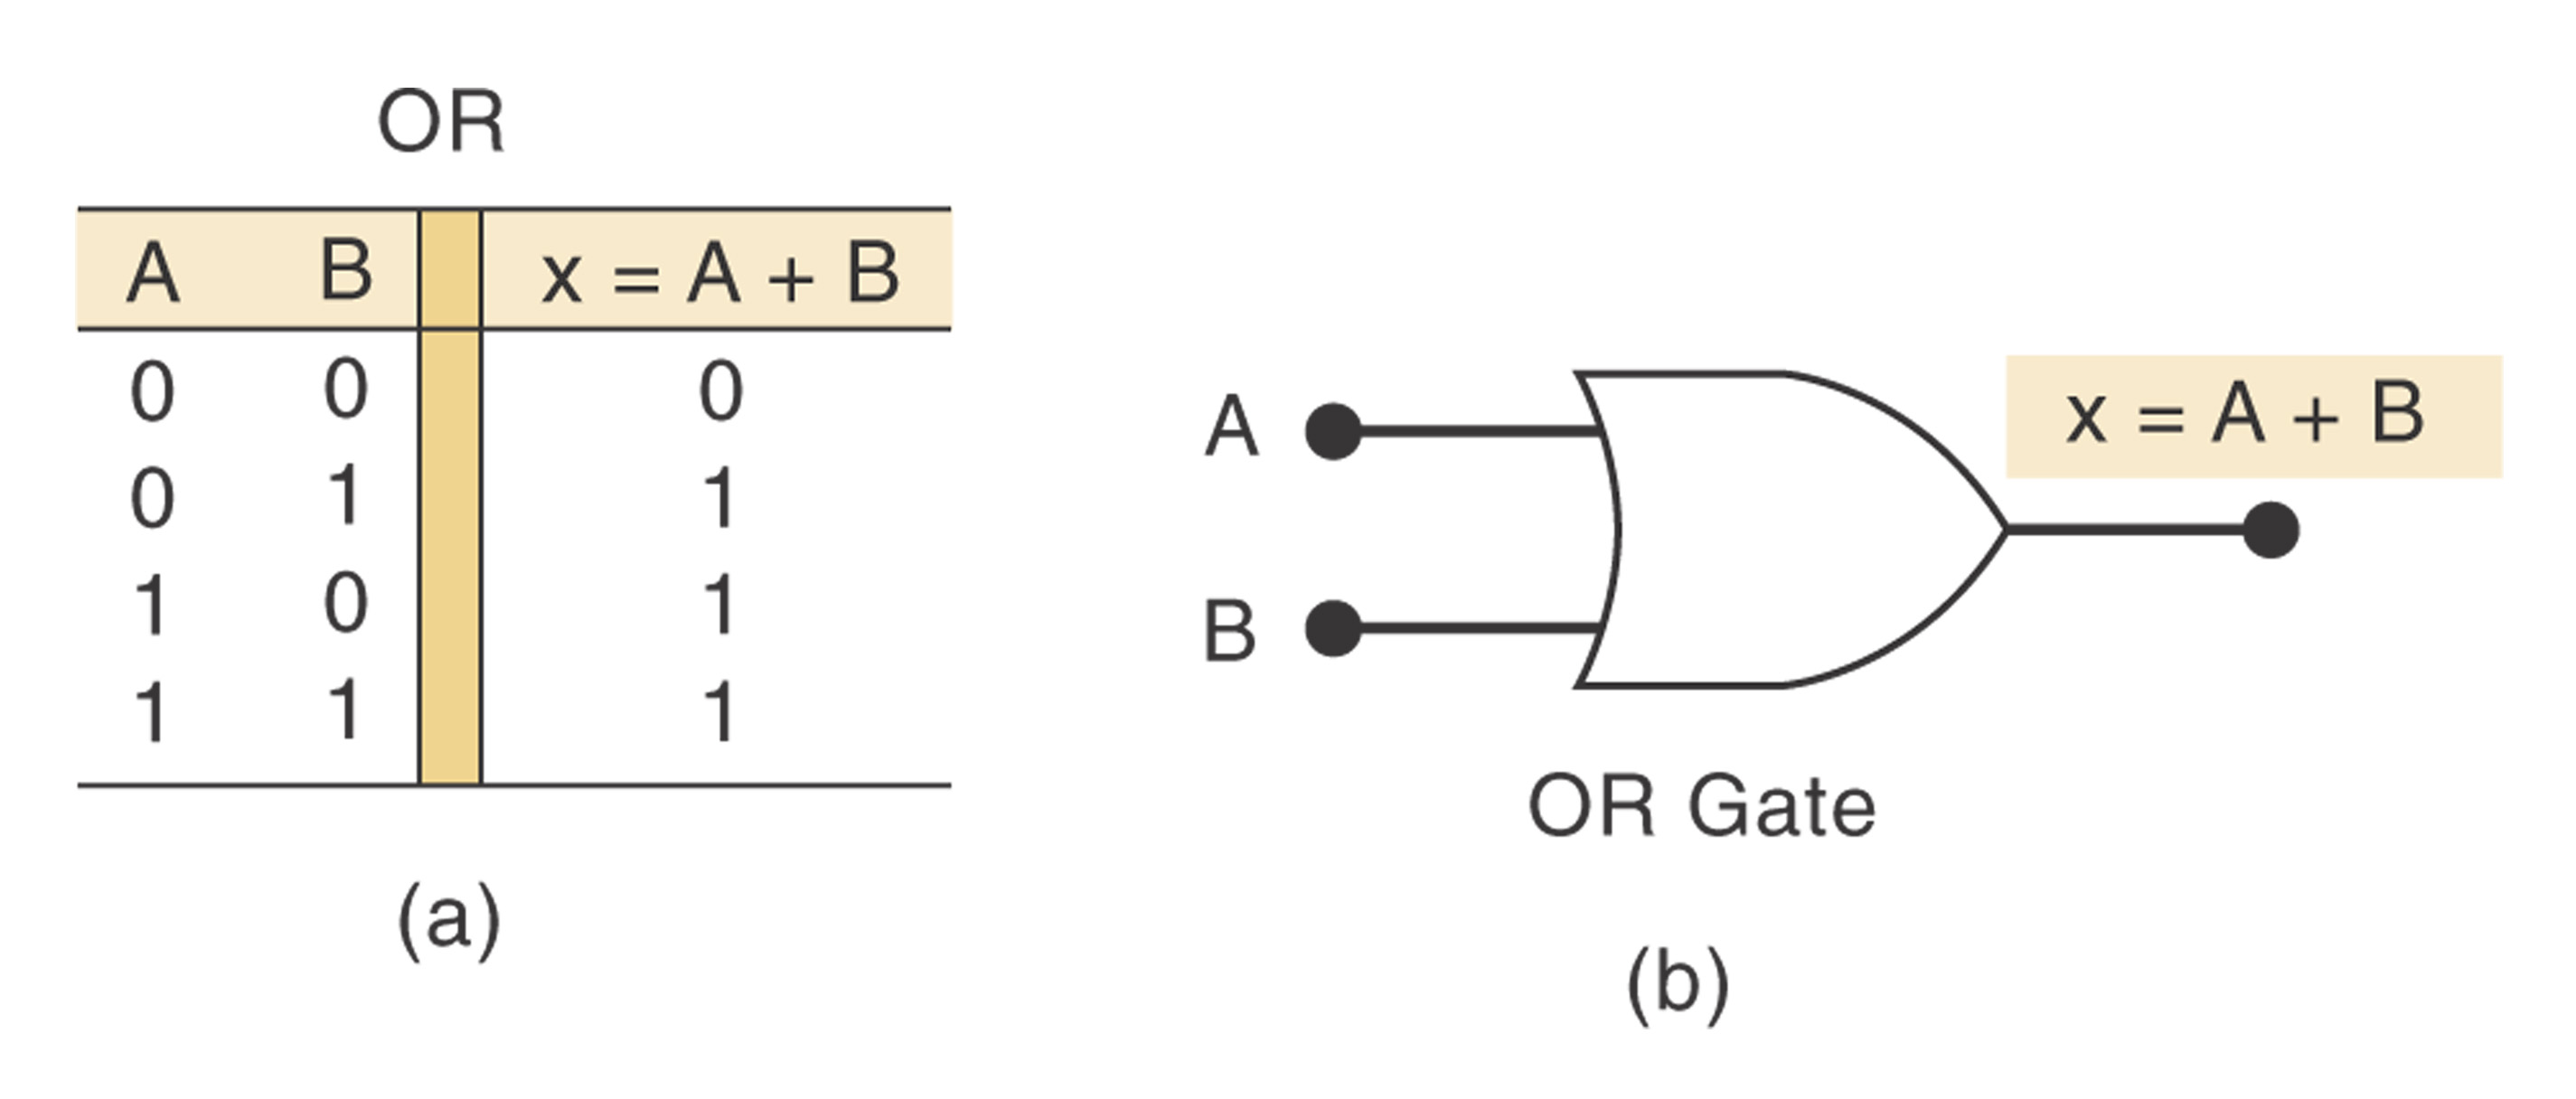 OR
A B x = A + B
0 0 0
0 1 1
1 0 1
1 1 1
(a)
A
B
x = A + B
OR Gate
(b)